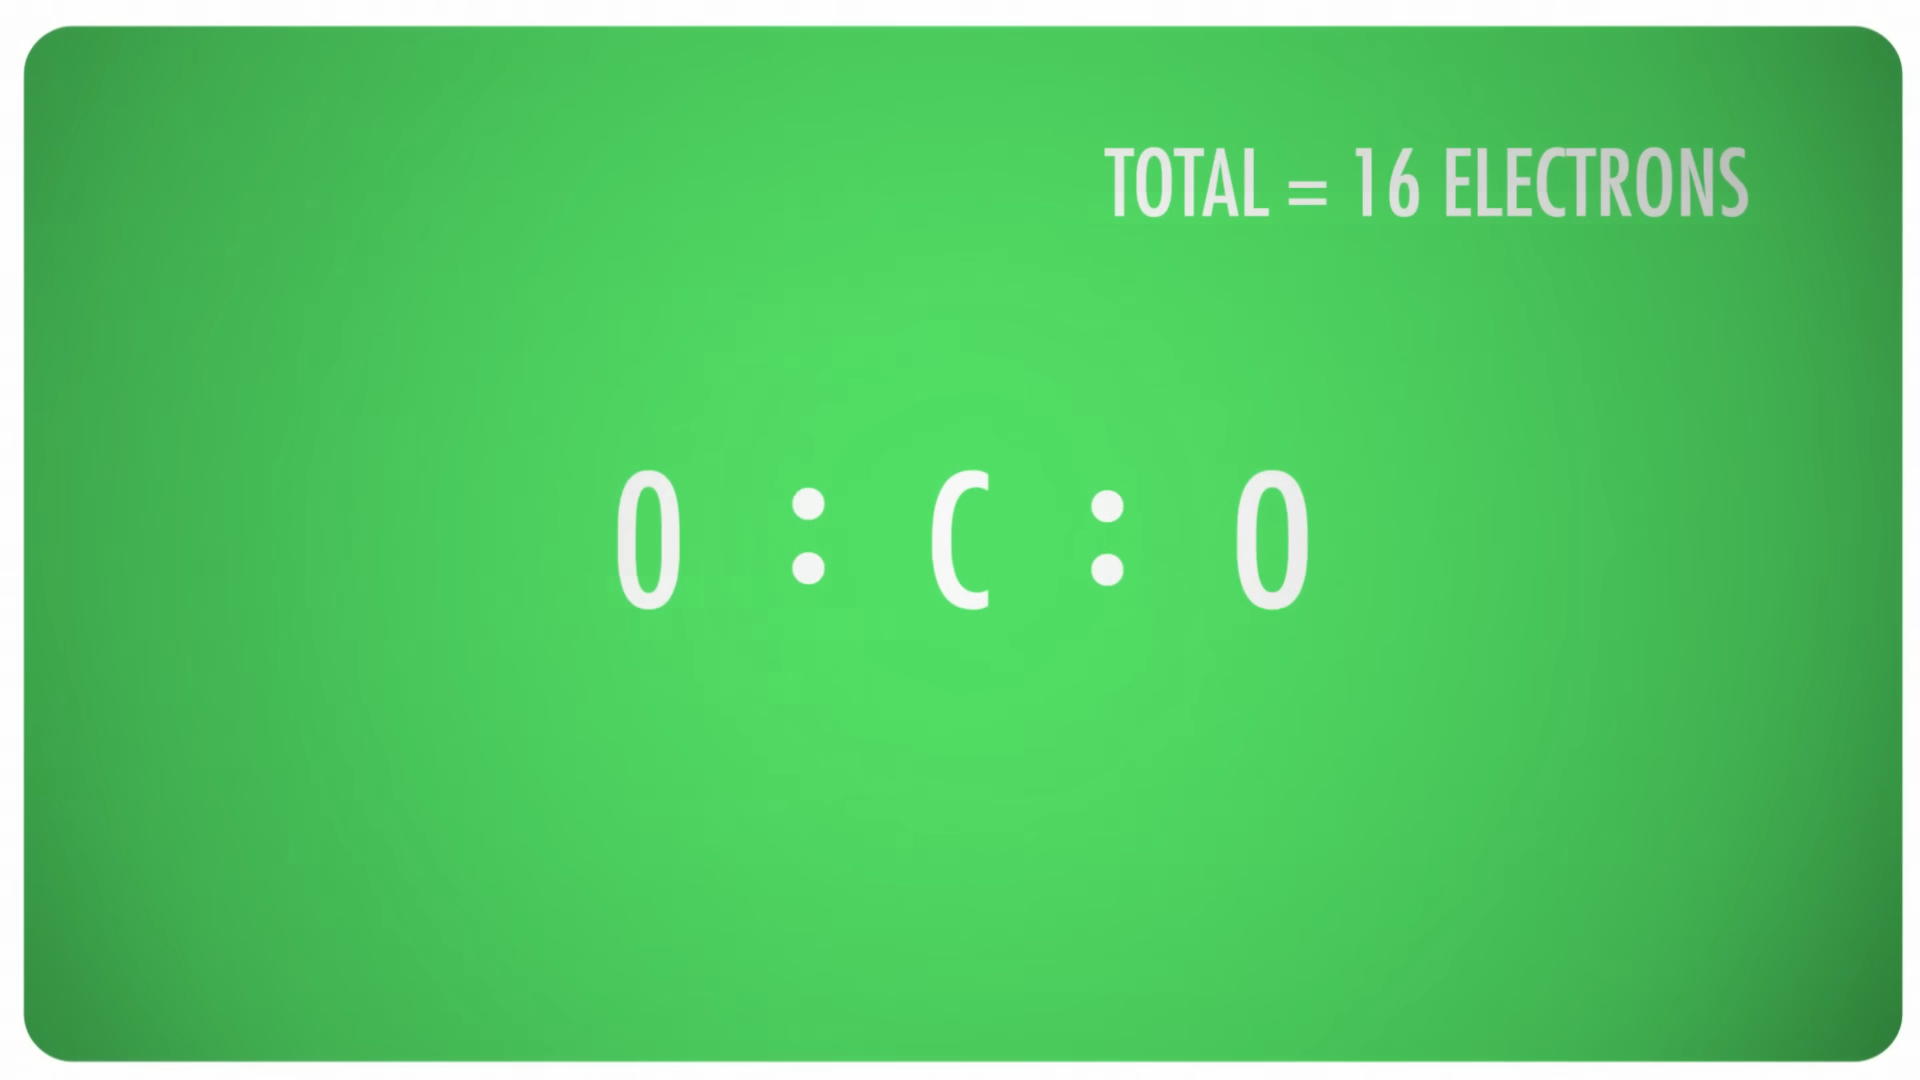 TOTAL = 16 ELECTRONS
O : C : O